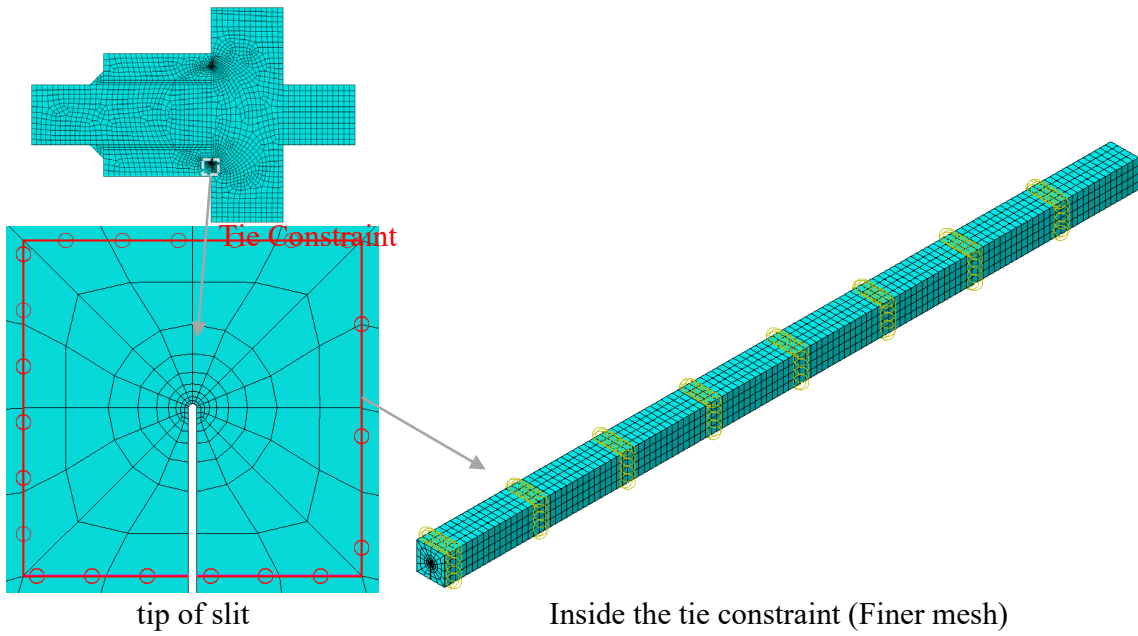 Tie Constraint
tip of slit
Inside the tie constraint (Finer mesh)